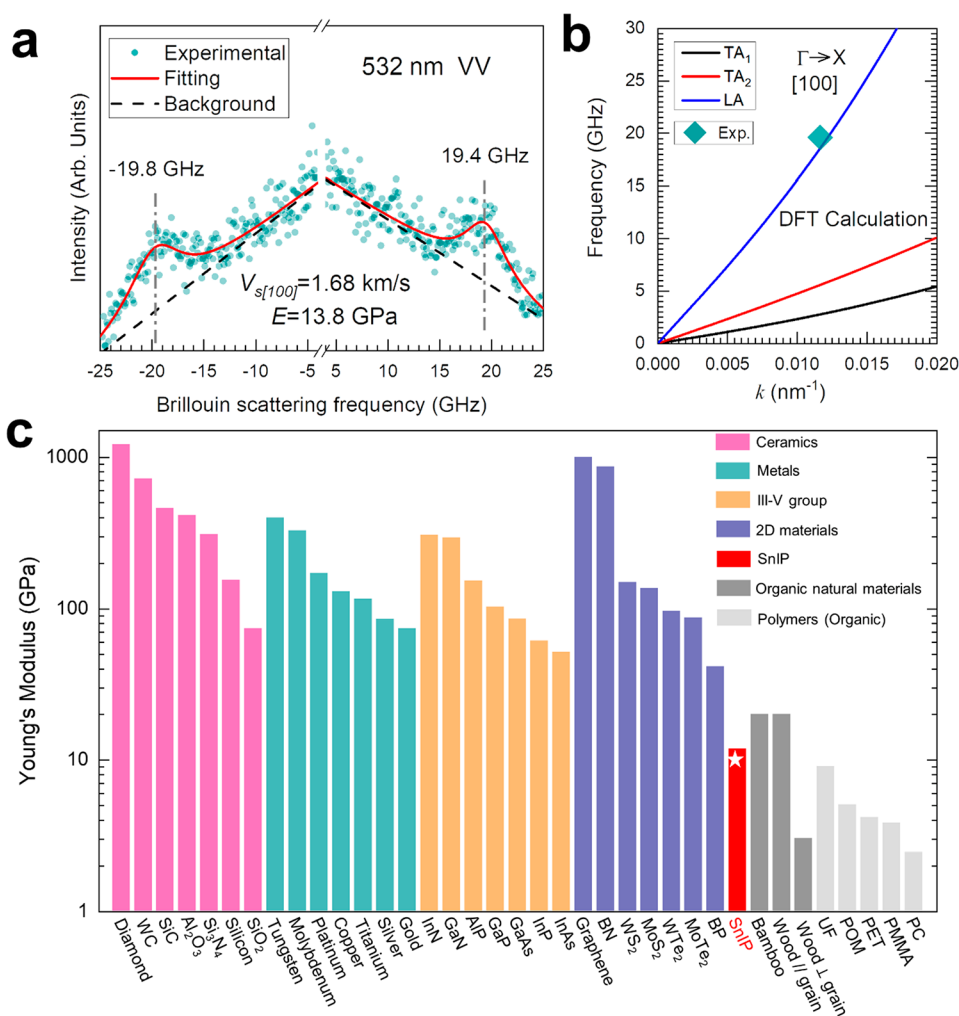 a
Experimental
Fitting
Background
532 nm VV
-19.8 GHz
19.4 GHz
Vs[100]=1.68 km/s
E=13.8 GPa
Intensity (Arb. Units)
-25 -20 -15 -10 -5 5 10 15 20 25
Brillouin scattering frequency (GHz)
b
TA1
TA2
LA
Exp.
Γ→X
[100]
DFT Calculation
Frequency (GHz)
30
25
20
15
10
5
0
0.000 0.005 0.010 0.015 0.020
k (nm-1)
c
Ceramics
Metals
III-V group
2D materials
SnIP
Organic natural materials
Polymers (Organic)
Young's Modulus (GPa)
1000
100
10
1
Diamond
WC
SiC
Al2O3
Si3N4
Silicon
SiO2
Tungsten
Molybdenum
Platinum
Copper
Titanium
Silver
Gold
InN
GaN
AlP
GaP
GaAs
InP
InAs
Graphene
BN
WS2
MoS2
WTe2
MoTe2
BP
SnIP
Bamboo
Wood // grain
Wood ⊥ grain
UF
POM
PET
PMMA
PC